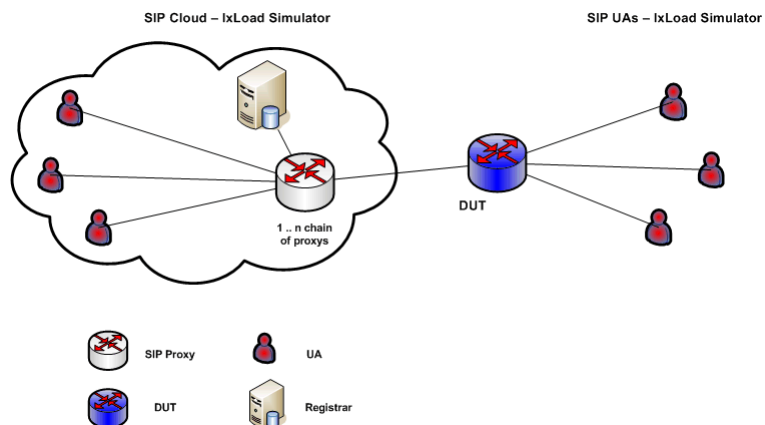 SIP Cloud – IxLoad Simulator
SIP UAs – IxLoad Simulator
DUT
1 .. n chain
of proxys
SIP Proxy
UA
DUT
Registrar